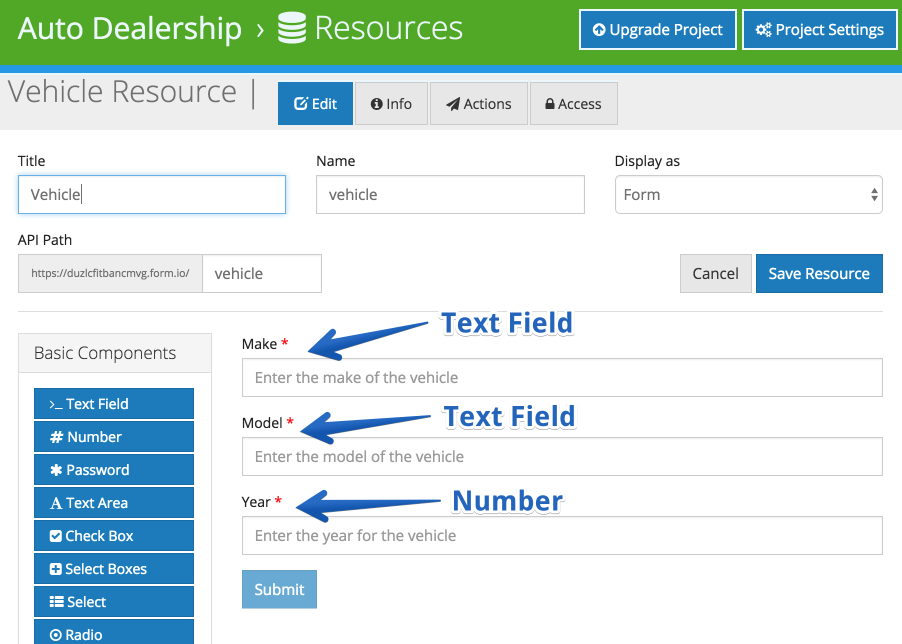 Auto Dealership › Resources
Upgrade Project
Project Settings
Vehicle Resource |
Edit
Info
Actions
Access
Title
Name
Display as
Vehicle
vehicle
Form
API Path
https://duzlcfitbancmvg.form.io/
vehicle
Cancel
Save Resource
Basic Components
>_ Text Field
# Number
✱ Password
A Text Area
Check Box
Select Boxes
Select
Radio
Make *
Text Field
Enter the make of the vehicle
Model *
Text Field
Enter the model of the vehicle
Year *
Number
Enter the year for the vehicle
Submit